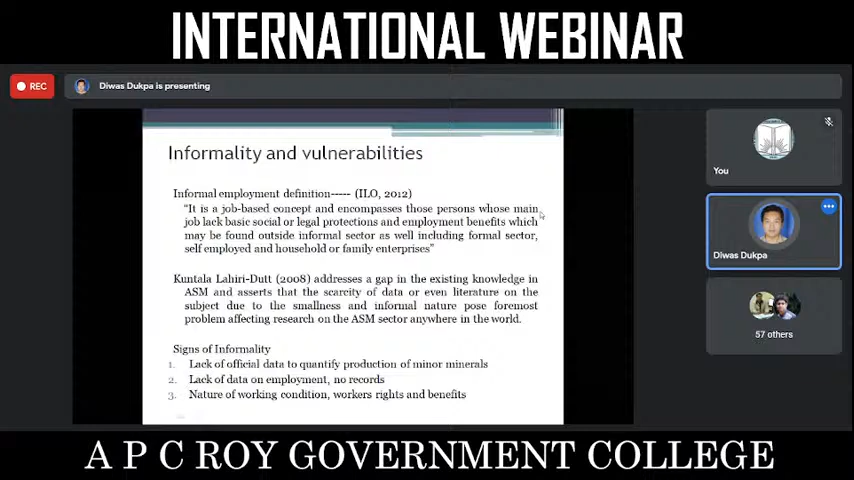 INTERNATIONAL WEBINAR
REC
Diwas Dukpa is presenting
Informality and vulnerabilities
Informal employment definition----- (ILO, 2012)
“It is a job-based concept and encompasses those persons whose main
job lack basic social or legal protections and employment benefits which
may be found outside informal sector as well including formal sector,
self employed and household or family enterprises”
Kuntala Lahiri-Dutt (2008) addresses a gap in the existing knowledge in
ASM and asserts that the scarcity of data or even literature on the
subject due to the smallness and informal nature pose foremost
problem affecting research on the ASM sector anywhere in the world.
Signs of Informality
1. Lack of official data to quantify production of minor minerals
2. Lack of data on employment, no records
3. Nature of working condition, workers rights and benefits
You
Diwas Dukpa
57 others
A P C ROY GOVERNMENT COLLEGE